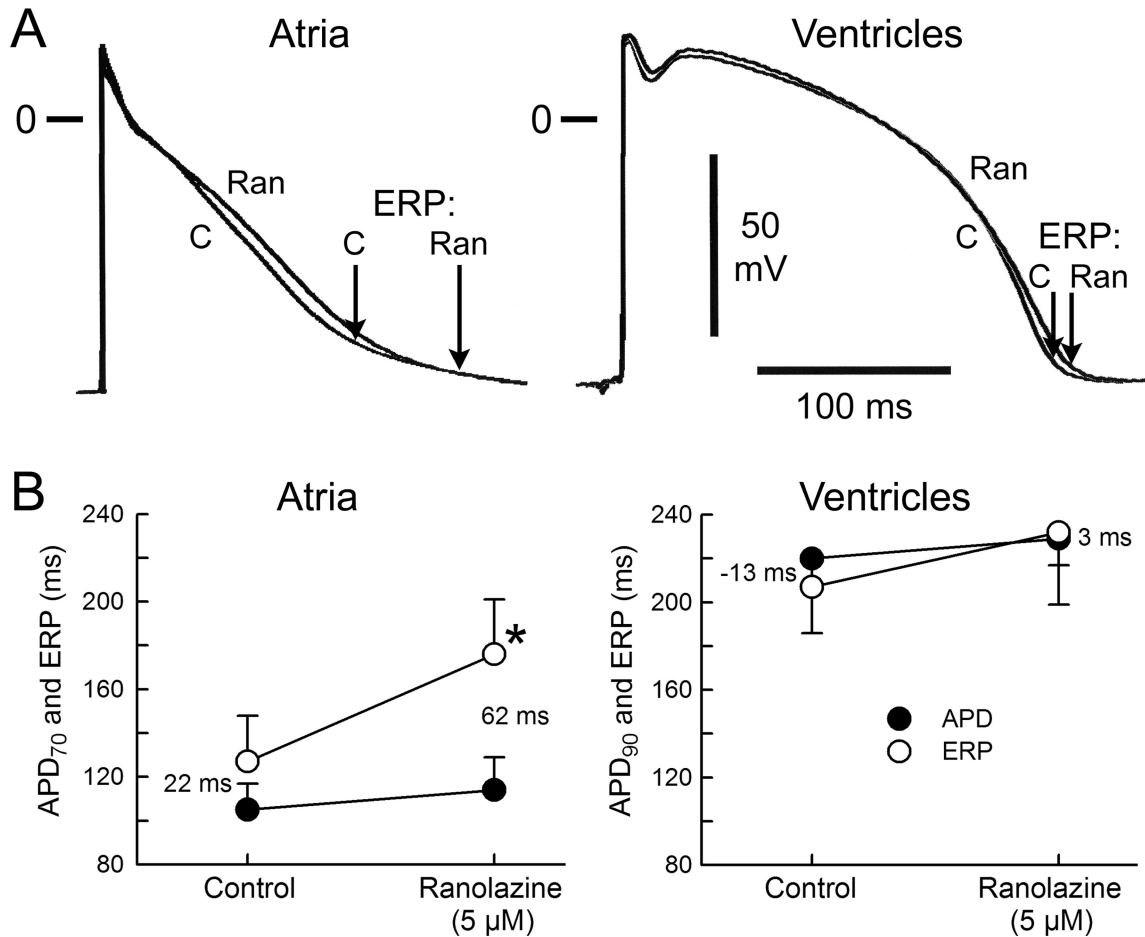 A
Atria
Ventricles
0
0
Ran
C
ERP:
C
Ran
Ran
C
ERP:
C
Ran
50
mV
100 ms
B
Atria
Ventricles
APD70 and ERP (ms)
240
200
160
120
80
22 ms
*
62 ms
Control
Ranolazine
(5 µM)
APD90 and ERP (ms)
240
200
160
120
80
-13 ms
3 ms
APD
ERP
Control
Ranolazine
(5 µM)